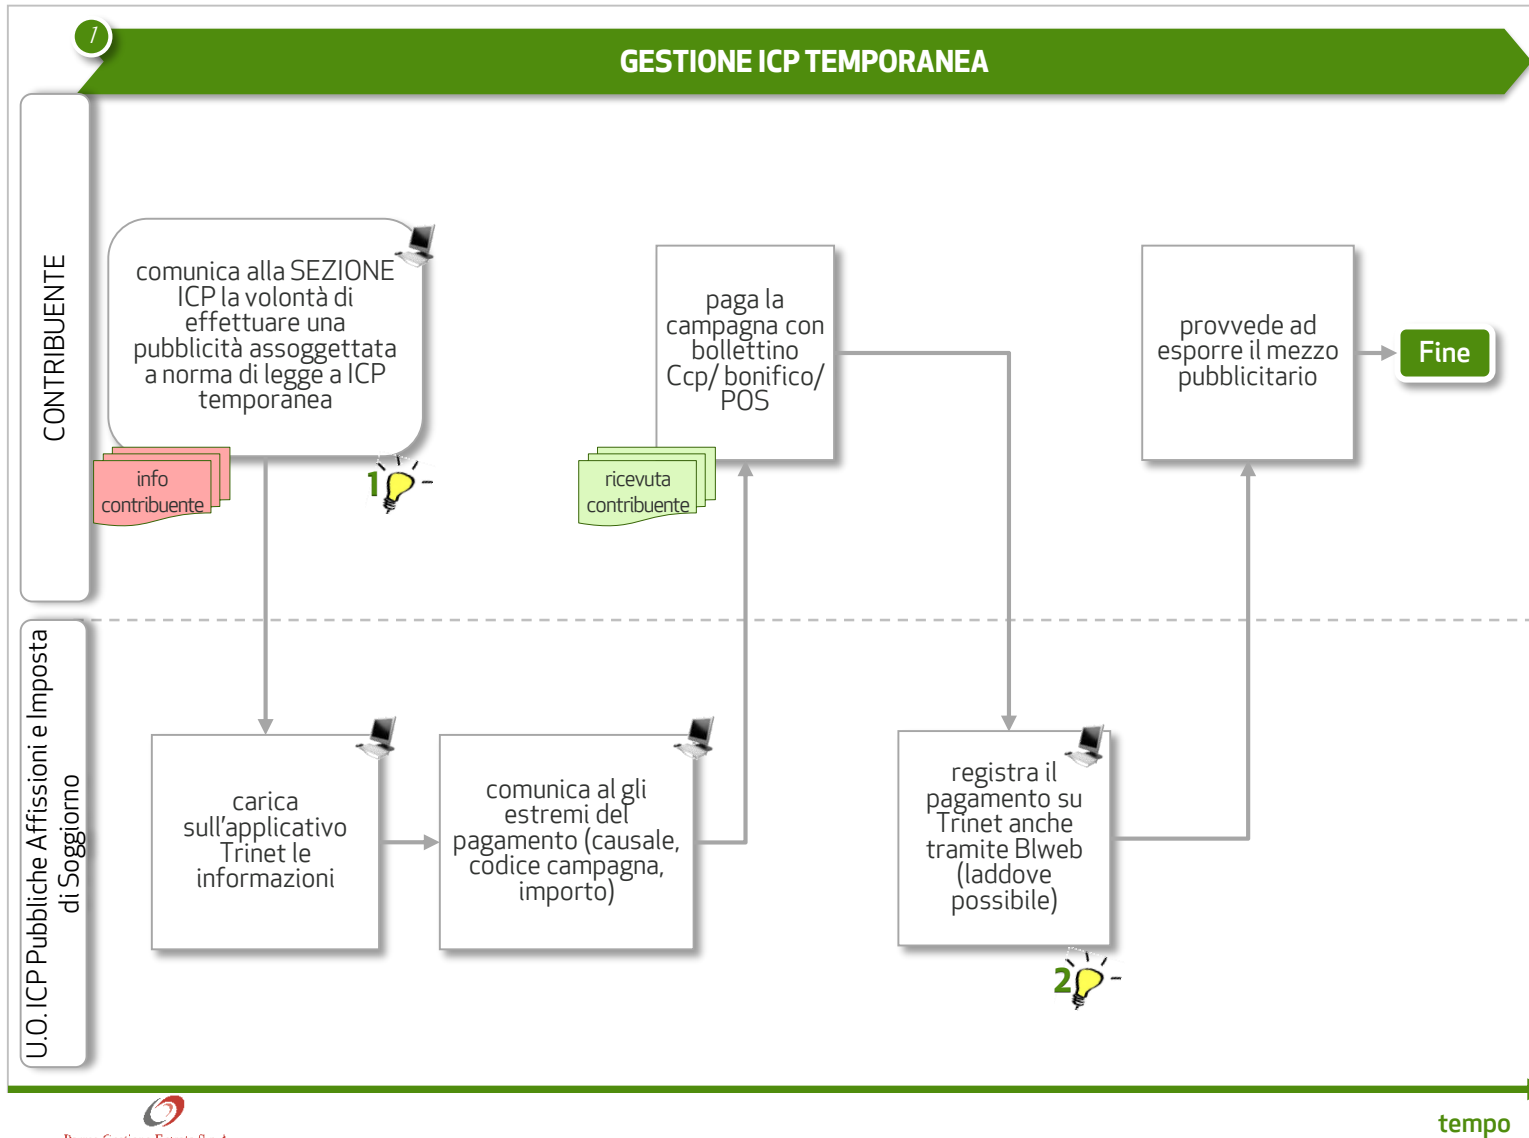 1
GESTIONE ICP TEMPORANEA
CONTRIBUENTE
comunica alla SEZIONE
ICP la volontà di
effettuare una
pubblicità assoggettata
a norma di legge a ICP
temporanea
info
contribuente
1
paga la
campagna con
bollettino
Ccp/ bonifico/
POS
ricevuta
contribuente
provvede ad
esporre il mezzo
pubblicitario
Fine
U.O. ICP Pubbliche Affissioni e Imposta
di Soggiorno
carica
sull'applicativo
Trinet le
informazioni
comunica al gli
estremi del
pagamento (causale,
codice campagna,
importo)
registra il
pagamento su
Trinet anche
tramite Blweb
(laddove
possibile)
2
tempo